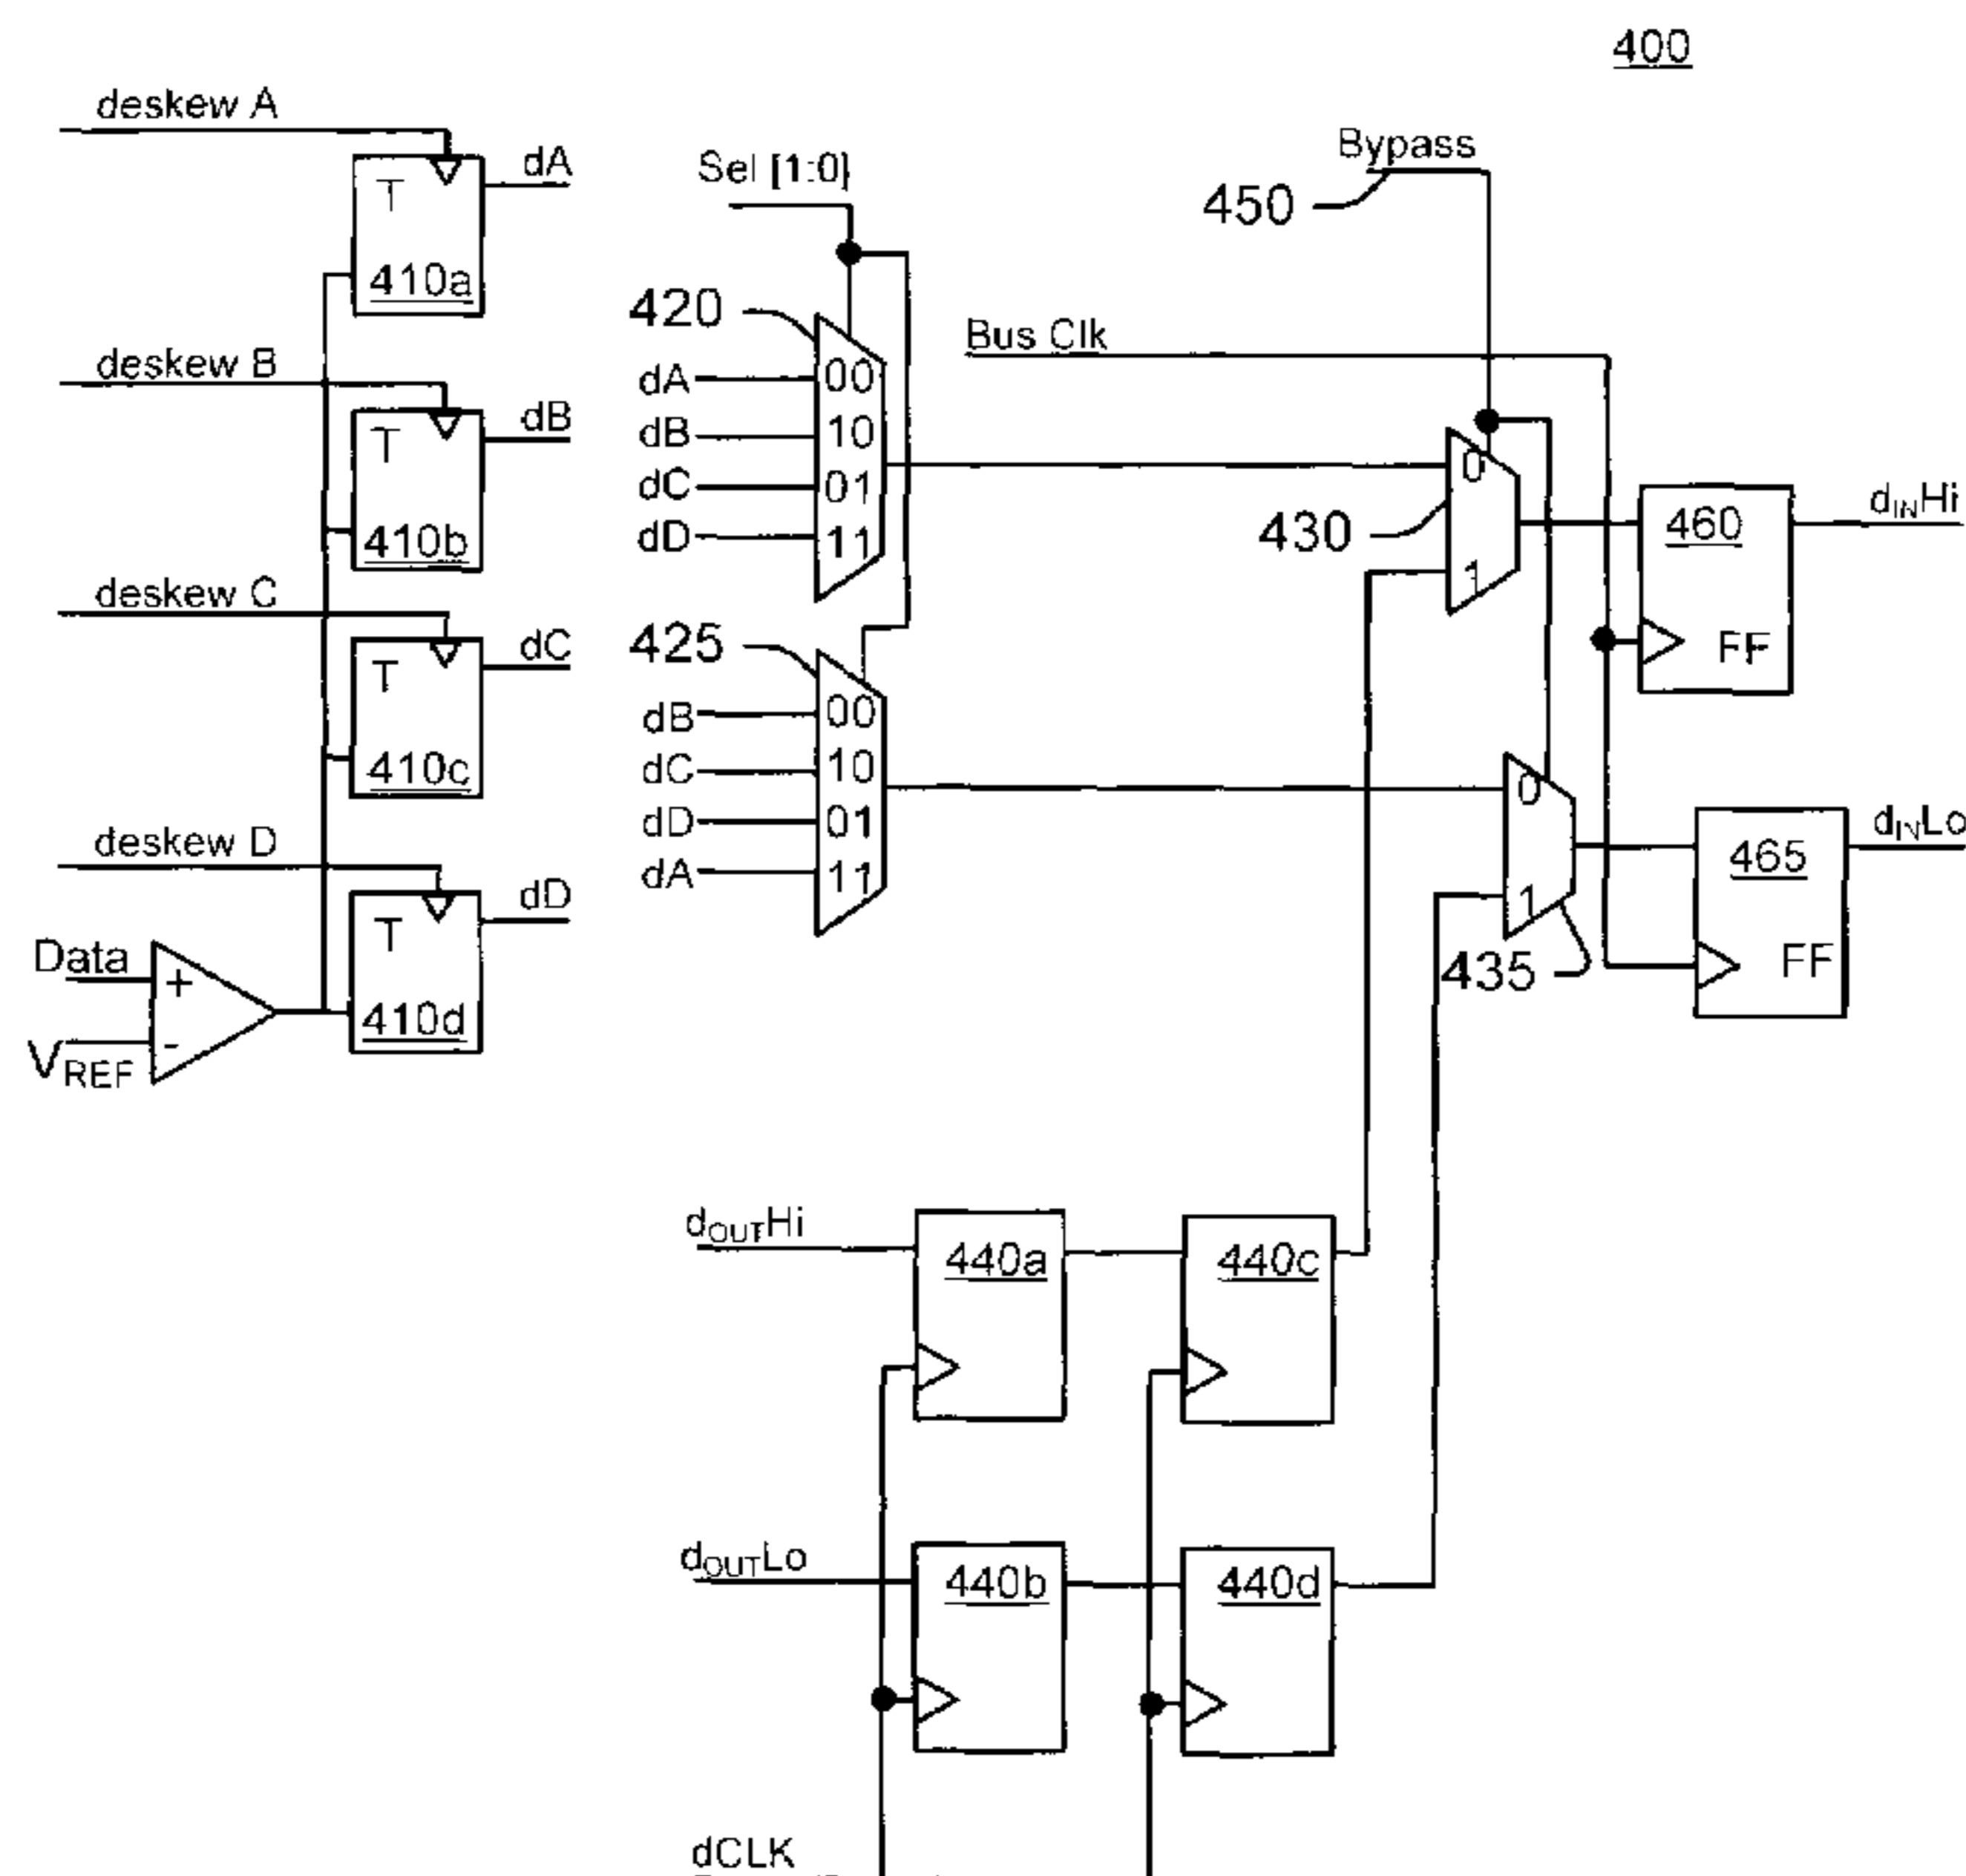 400
deskew A
T
410a
dA
deskew B
T
410b
dB
deskew C
T
410c
dC
deskew D
T
410d
dD
Data
+
VREF
-
Sel [1:0]
420
dA 00
dB 10
dC 01
dD 11
425
dB 00
dC 10
dD 01
dA 11
Bus Clk
Bypass
450
0
430
1
460
FF
dINHi
0
1
435
465
FF
dINLo
dOUTHi
440a
440c
dOUTLo
440b
440d
dCLK